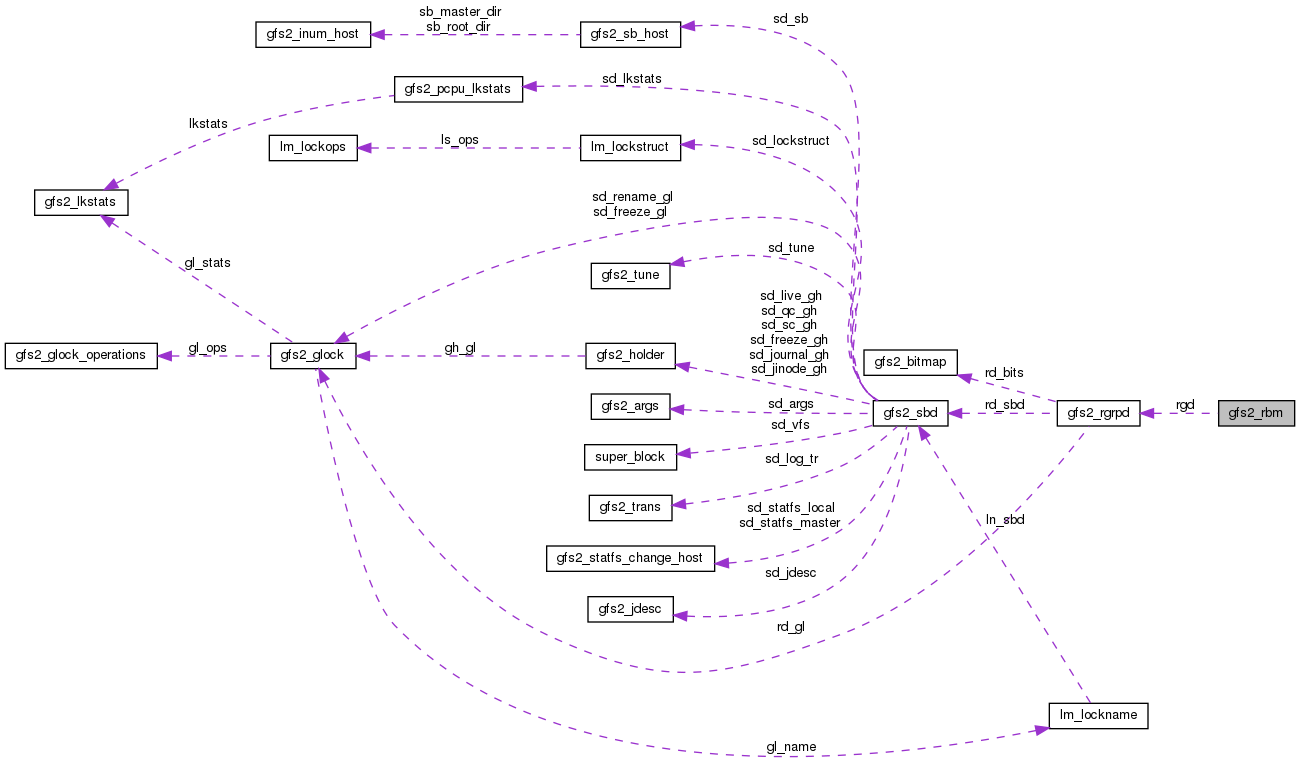 sb_master_dir
sd_sb
gfs2_inum_host
sb_root_dir
gfs2_sb_host
sd_lkstats
gfs2_pcpu_lkstats
lkstats
lm_lockops
ls_ops
lm_lockstruct
sd_lockstruct
gfs2_lkstats
sd_rename_gl
sd_freeze_gl
sd_tune
gl_stats
gfs2_tune
sd_live_gh
sd_qc_gh
sd_sc_gh
sd_freeze_gh
sd_journal_gh
sd_jinode_gh
gfs2_glock_operations
gl_ops
gfs2_glock
gh_gl
gfs2_holder
gfs2_bitmap
rd_bits
gfs2_args
sd_args
gfs2_sbd
rd_sbd
gfs2_rgrpd
rgd
gfs2_rbm
sd_vfs
super_block
sd_log_tr
gfs2_trans
sd_statfs_local
sd_statfs_master
ln_sbd
gfs2_statfs_change_host
sd_jdesc
gfs2_jdesc
rd_gl
lm_lockname
gl_name